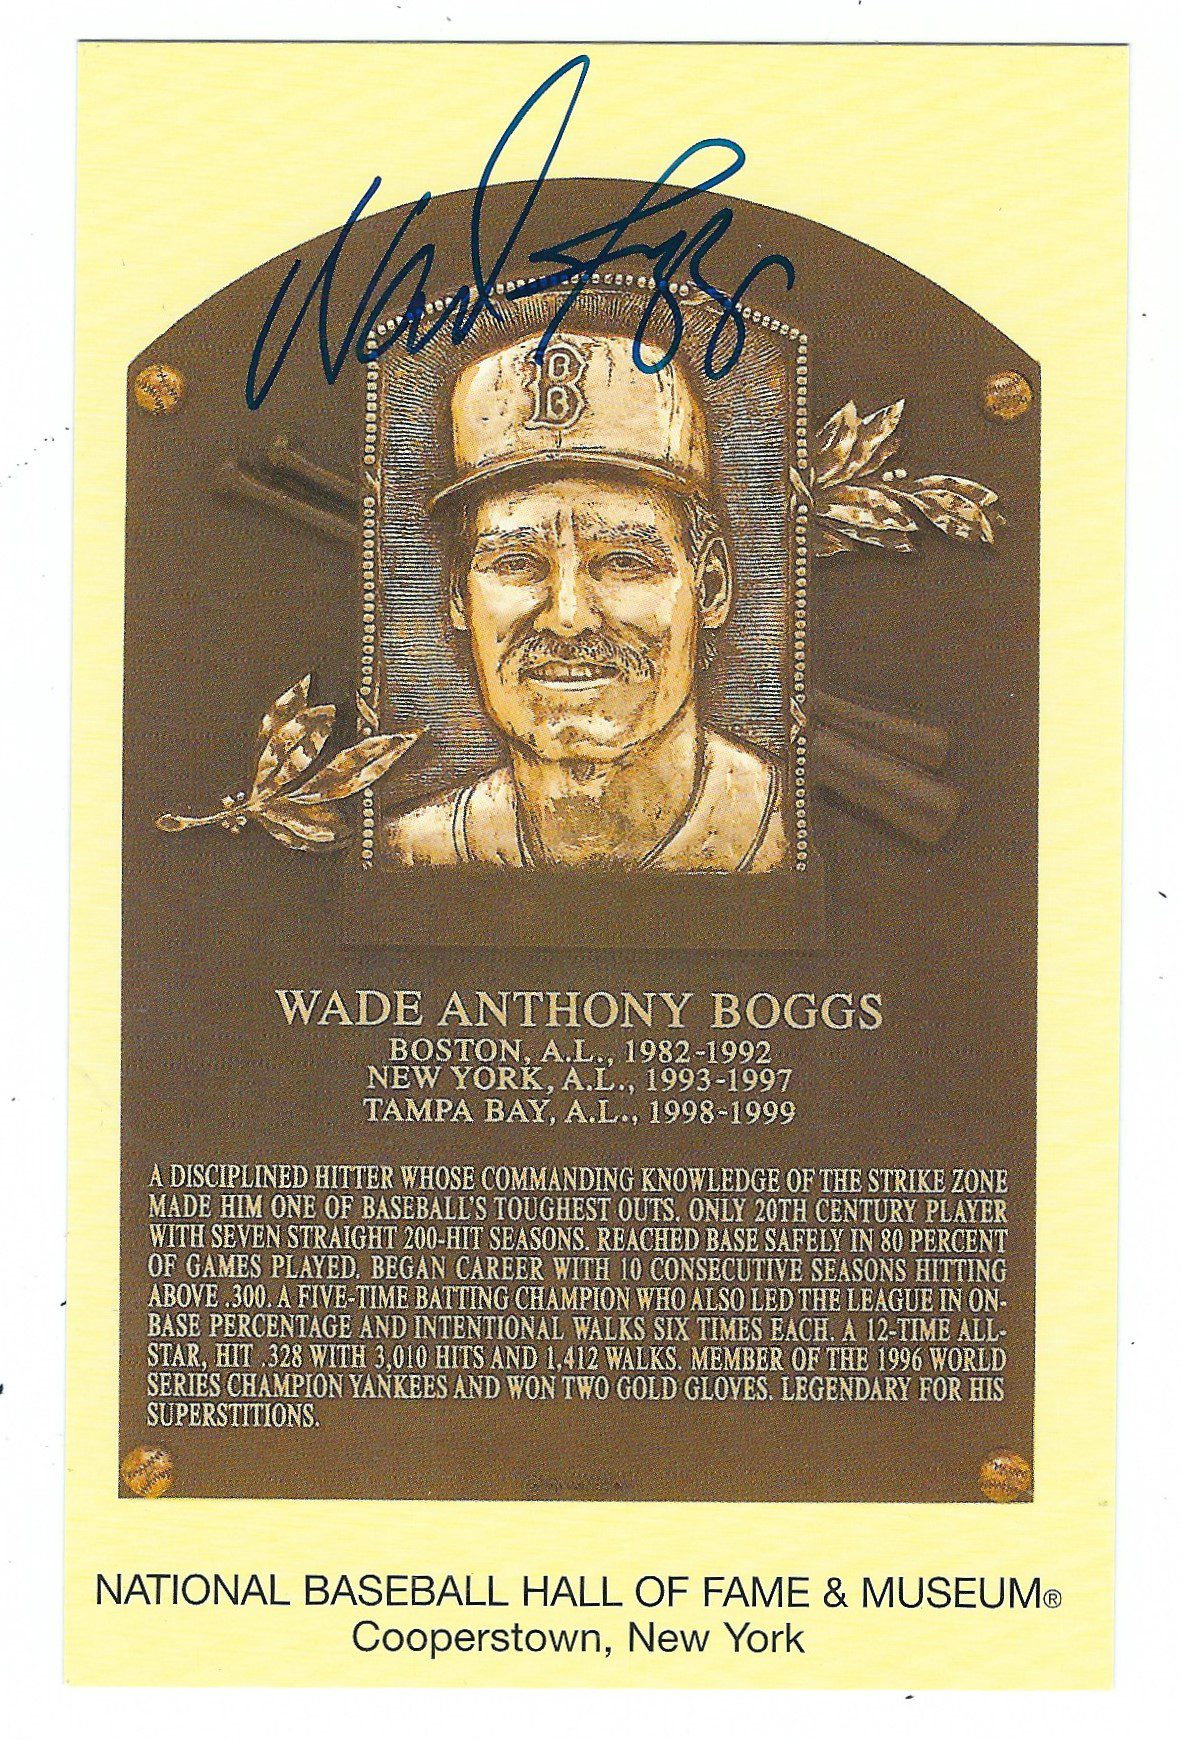 Wade Boggs
B
WADE ANTHONY BOGGS
BOSTON, A.L., 1982-1992
NEW YORK, A.L., 1993-1997
TAMPA BAY, A.L., 1998-1999
A DISCIPLINED HITTER WHOSE COMMANDING KNOWLEDGE OF THE STRIKE ZONE
MADE HIM ONE OF BASEBALL'S TOUGHEST OUTS. ONLY 20TH CENTURY PLAYER
WITH SEVEN STRAIGHT 200-HIT SEASONS. REACHED BASE SAFELY IN 80 PERCENT
OF GAMES PLAYED. BEGAN CAREER WITH 10 CONSECUTIVE SEASONS HITTING
ABOVE .300. A FIVE-TIME BATTING CHAMPION WHO ALSO LED THE LEAGUE IN ON-
BASE PERCENTAGE AND INTENTIONAL WALKS SIX TIMES EACH. A 12-TIME ALL-
STAR, HIT .328 WITH 3,010 HITS AND 1,412 WALKS. MEMBER OF THE 1996 WORLD
SERIES CHAMPION YANKEES AND WON TWO GOLD GLOVES. LEGENDARY FOR HIS
SUPERSTITIONS.
NATIONAL BASEBALL HALL OF FAME & MUSEUM®
Cooperstown, New York